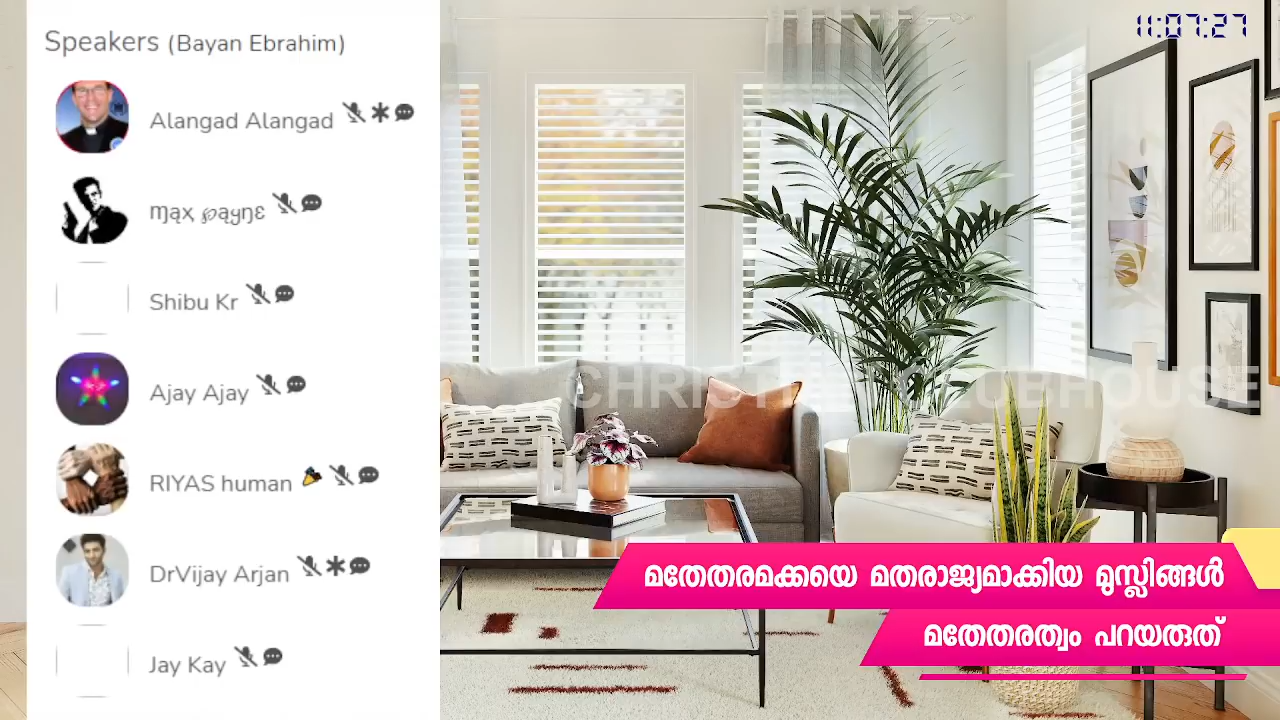 11:07:27
Speakers (Bayan Ebrahim)
Alangad Alangad
ɱąҳ ℘ąყŋɛ
Shibu Kr
Ajay Ajay
RIYAS human
DrVijay Arjan
Jay Kay
CLUBHOUSE
മതേതരമക്കയെ മതരാജ്യമാക്കിയ മുസ്ലിങ്ങൾ
മതേതരത്വം പറയരുത്